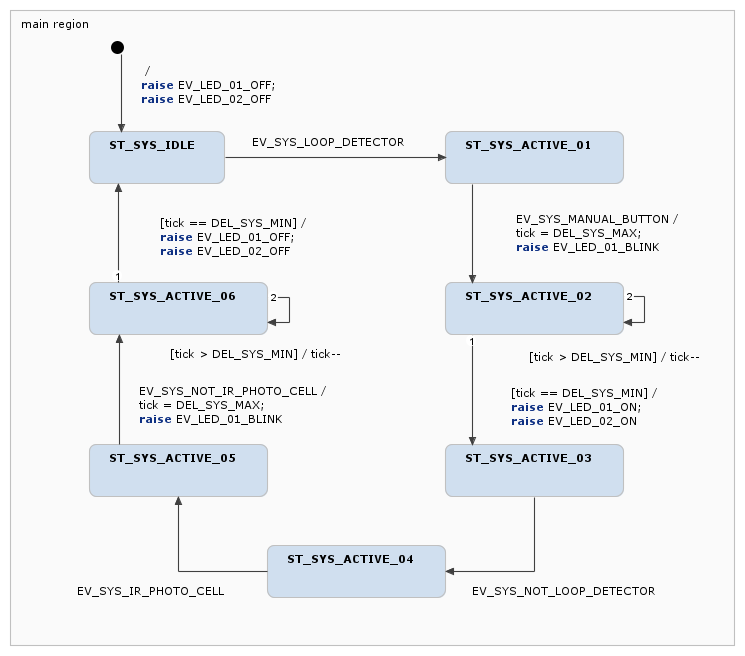 main region
/
raise EV_LED_01_OFF;
raise EV_LED_02_OFF
ST_SYS_IDLE
EV_SYS_LOOP_DETECTOR
ST_SYS_ACTIVE_01
[tick == DEL_SYS_MIN] /
raise EV_LED_01_OFF;
raise EV_LED_02_OFF
EV_SYS_MANUAL_BUTTON /
tick = DEL_SYS_MAX;
raise EV_LED_01_BLINK
1
ST_SYS_ACTIVE_06
2
ST_SYS_ACTIVE_02
2
[tick > DEL_SYS_MIN] / tick--
1
[tick > DEL_SYS_MIN] / tick--
EV_SYS_NOT_IR_PHOTO_CELL /
tick = DEL_SYS_MAX;
raise EV_LED_01_BLINK
[tick == DEL_SYS_MIN] /
raise EV_LED_01_ON;
raise EV_LED_02_ON
ST_SYS_ACTIVE_05
ST_SYS_ACTIVE_03
ST_SYS_ACTIVE_04
EV_SYS_IR_PHOTO_CELL
EV_SYS_NOT_LOOP_DETECTOR